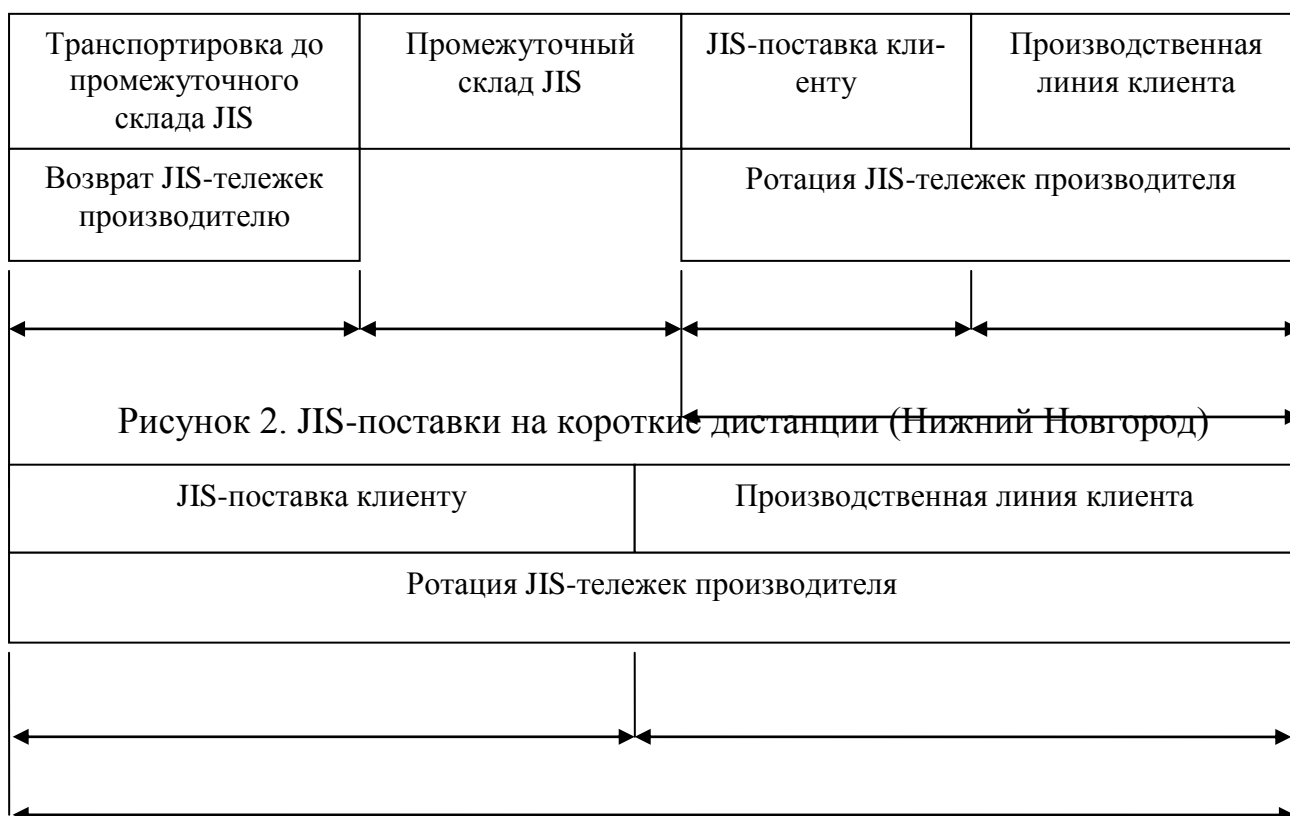 Транспортировка до
промежуточного
склада JIS
Промежуточный
склад JIS
JIS-поставка кли-
енту
Производственная
линия клиента
Возврат JIS-тележек
производителю
Ротация JIS-тележек производителя
Рисунок 2. JIS-поставки на короткие дистанции (Нижний Новгород)
JIS-поставка клиенту
Производственная линия клиента
Ротация JIS-тележек производителя